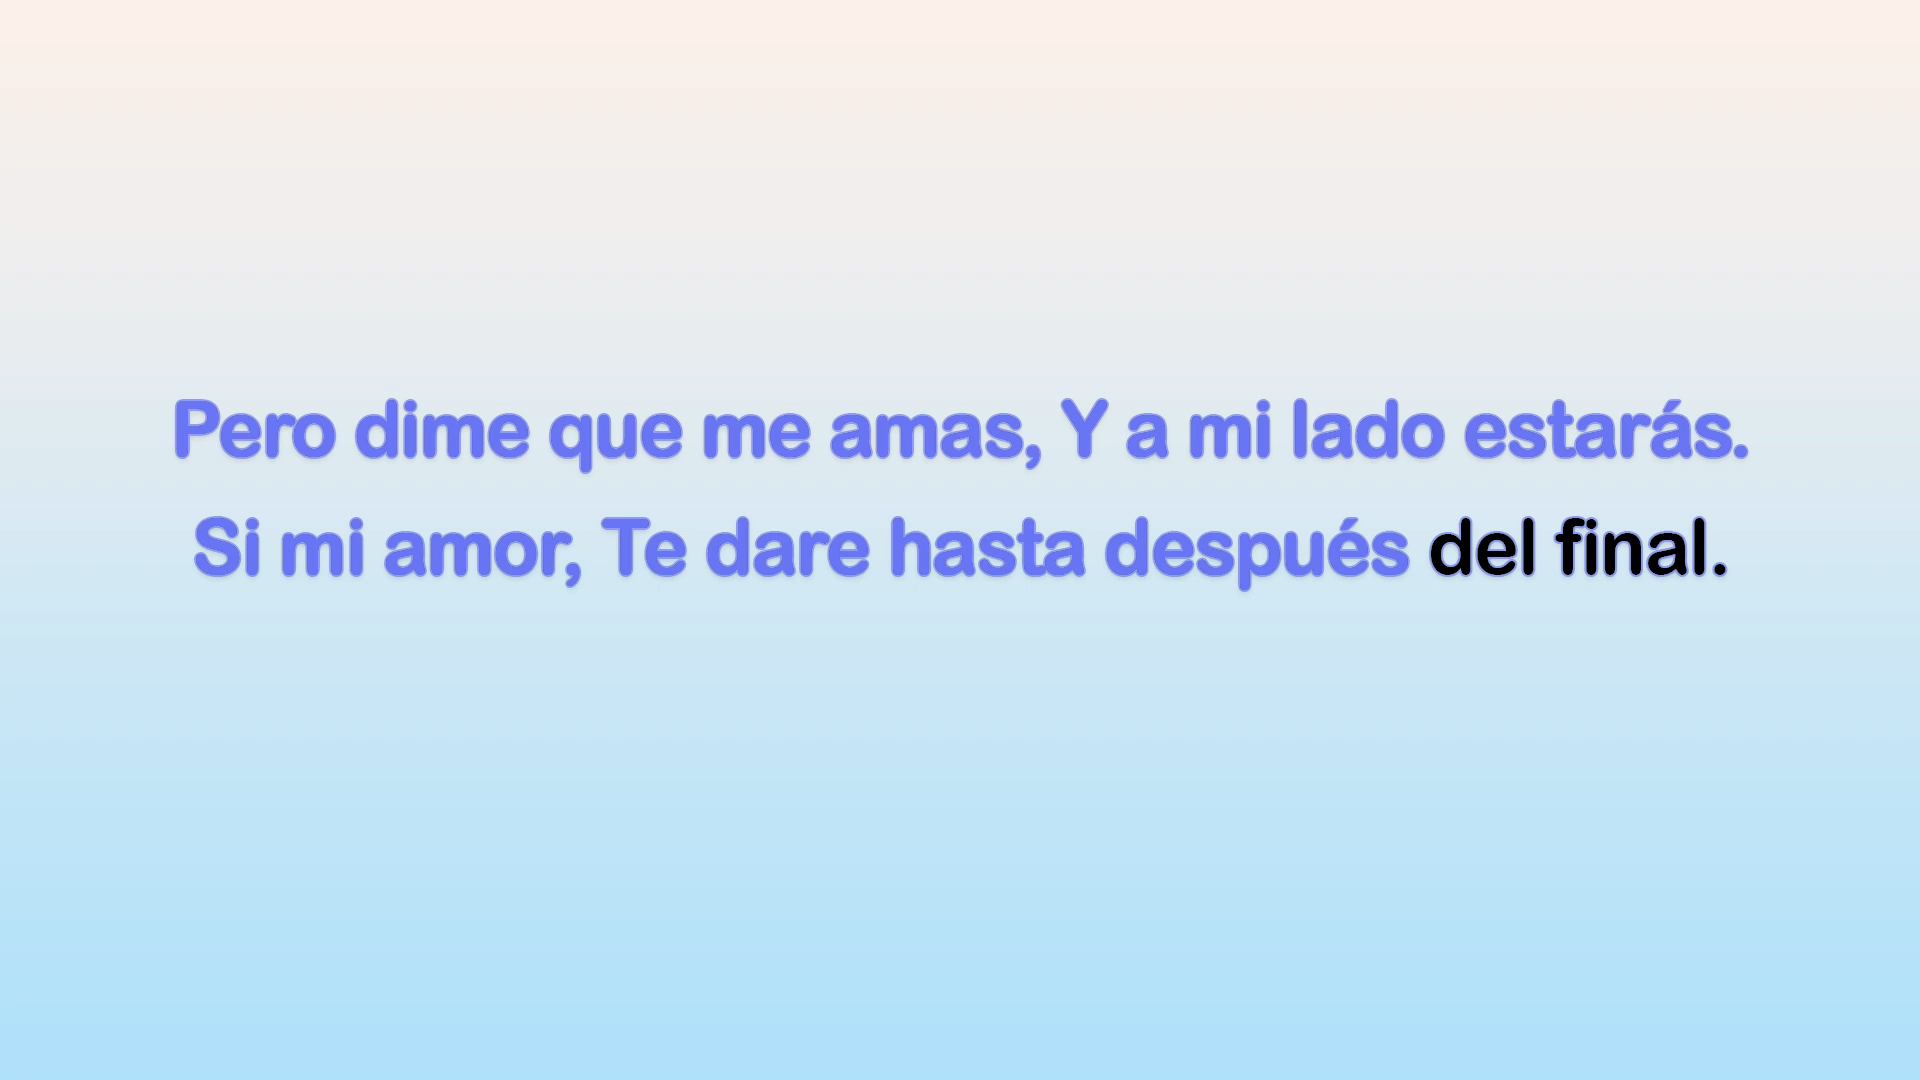 Pero dime que me amas, Y a mi lado estarás.
Si mi amor, Te dare hasta después del final.